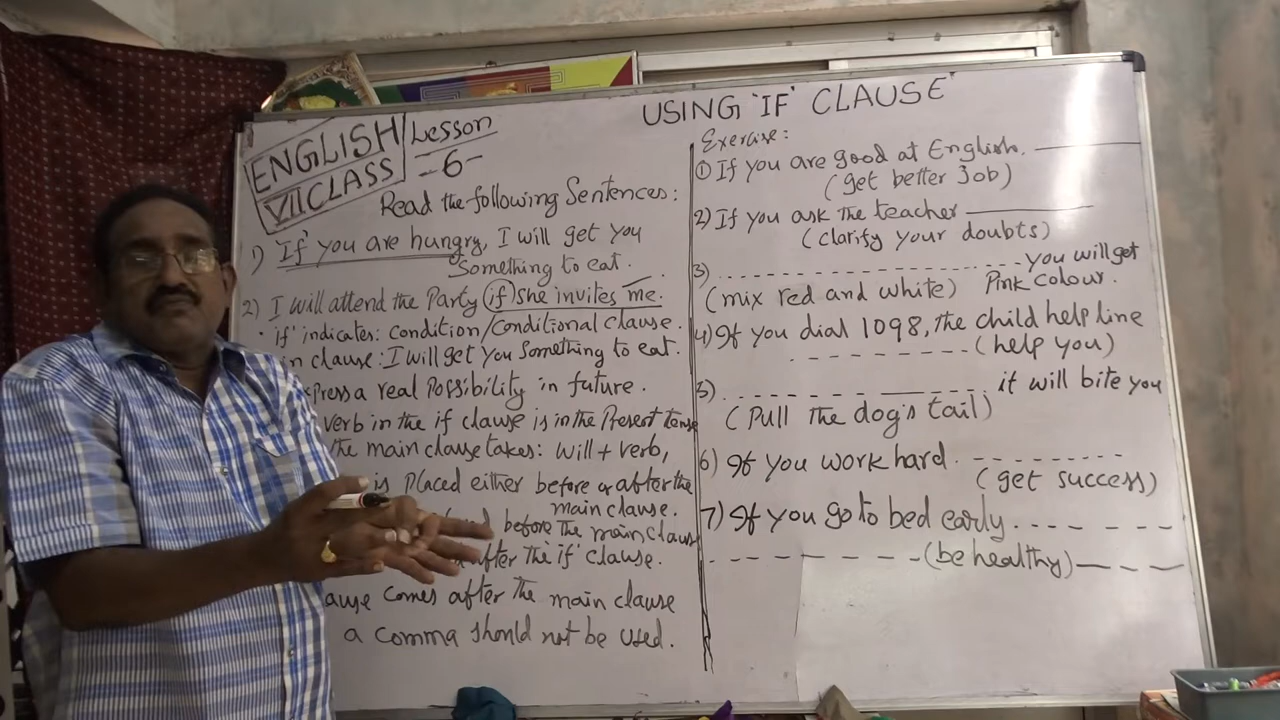 ENGLISH
VII CLASS
Lesson
-6-
Read the following Sentences:
1) 'If' you are hungry, I will get you
Something to eat.
2) I will attend the Party if she invites me.
'if' indicates: condition/Conditional clause.
in clause: I will get You Something to eat.
xpress a real Possibility in future.
verb in the if clause is in the Present tense
the main clause takes: will + verb,
is Placed either before or after the
main clause.
before the main claus
after the 'if' clause.
ause comes after the main clause
a comma should not be used.
USING 'IF' CLAUSE"
Exercise:
① If you are good at English.
(get better Job)
2) If you ask the teacher
(clarify your doubts)
3) you will get
(mix red and white) Pink colour.
4) If you dial 1098, the child help line
(help you)
5) it will bite you
(Pull the dog's tail)
6) If you work hard.
(get success)
7) If you go to bed early
(be healthy)